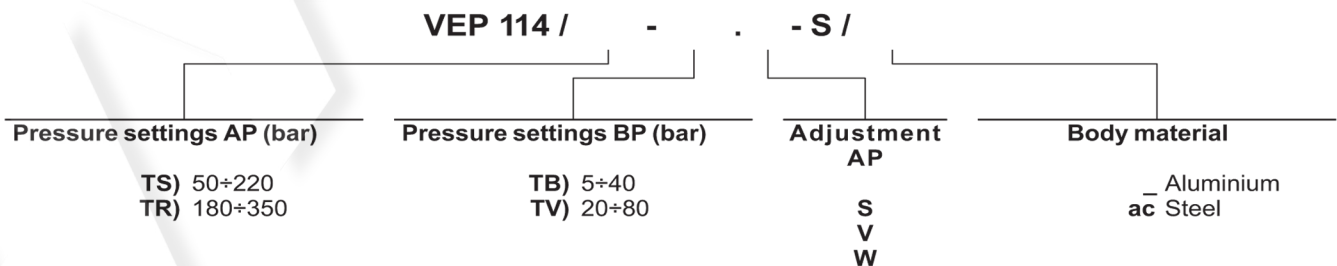 VEP 114 / - . - S /
Pressure settings AP (bar) Pressure settings BP (bar) Adjustment Body material
AP
TS) 50÷220 TB) 5÷40 _ Aluminium
TR) 180÷350 TV) 20÷80 S ac Steel
V
W